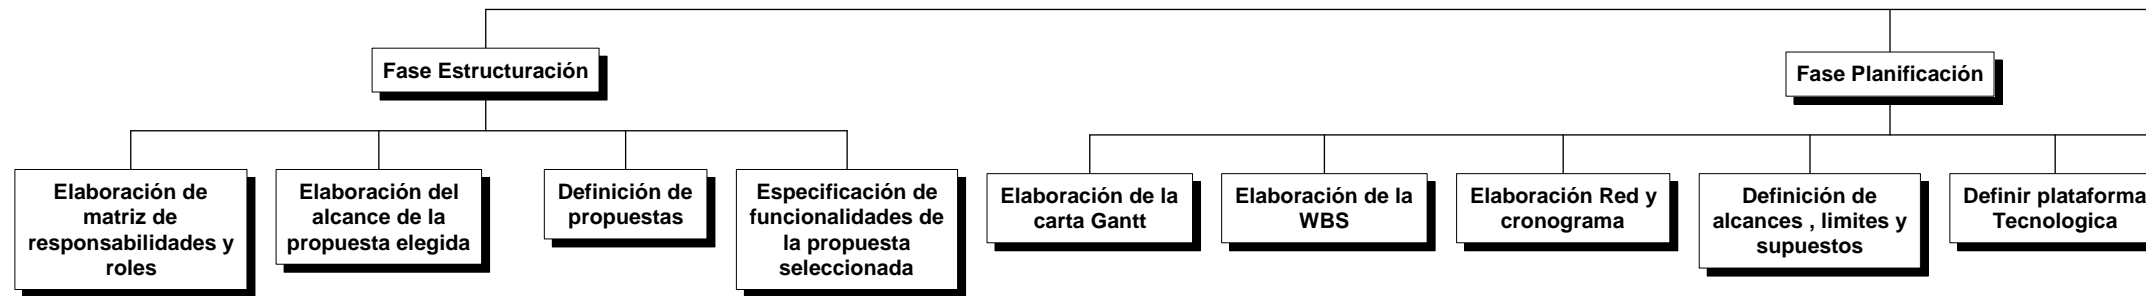 Fase Estructuración
Fase Planificación
Elaboración de
matriz de
responsabilidades y
roles
Elaboración del
alcance de la
propuesta elegida
Definición de
propuestas
Especificación de
funcionalidades de
la propuesta
seleccionada
Elaboración de la
carta Gantt
Elaboración de la
WBS
Elaboración Red y
cronograma
Definición de
alcances , limites y
supuestos
Definir plataforma
Tecnologica